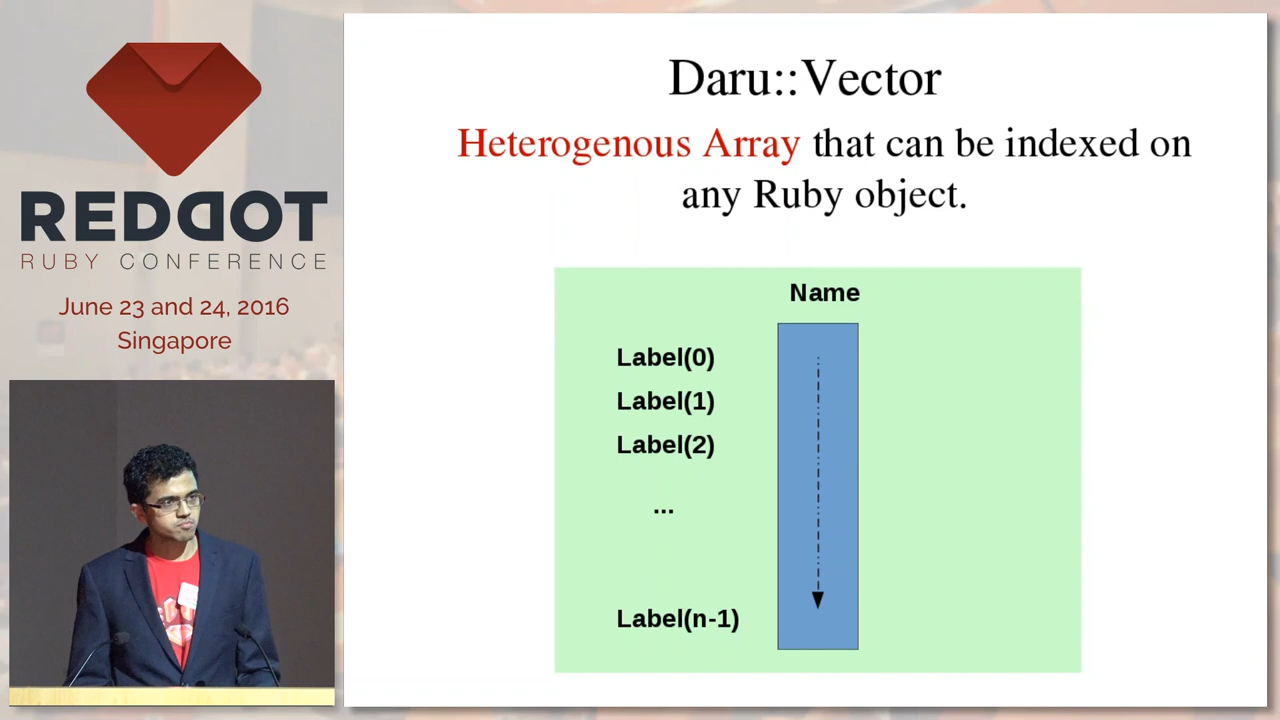 REDDOT
RUBY CONFERENCE
June 23 and 24, 2016
Singapore
Daru::Vector
Heterogenous Array that can be indexed on
any Ruby object.
Name
Label(0)
Label(1)
Label(2)
...
Label(n-1)